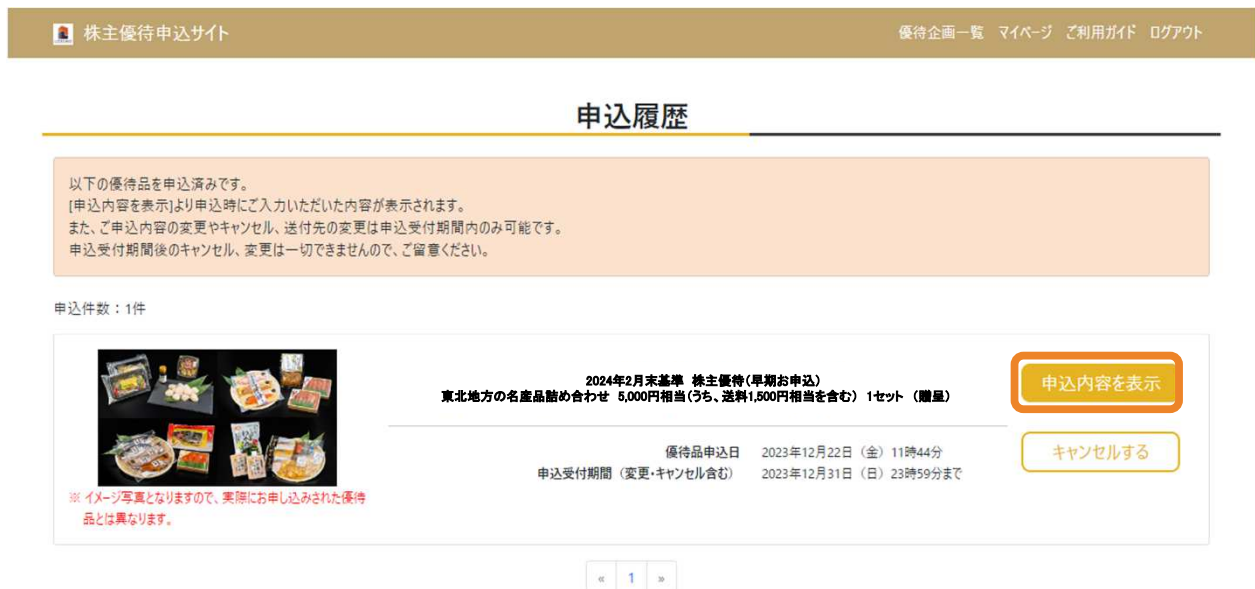 株主優待申込サイト
優待企画一覧 マイページ ご利用ガイド ログアウト
申込履歴
以下の優待品を申込済みです。
[申込内容を表示]より申込時にご入力いただいた内容が表示されます。
また、ご申込内容の変更やキャンセル、送付先の変更は申込受付期間内のみ可能です。
申込受付期間後のキャンセル、変更は一切できませんので、ご留意ください。
申込件数：1件
2024年2月末基準 株主優待（早期お申込）
東北地方の名産品詰め合わせ 5,000円相当（うち、送料1,500円相当を含む） 1セット （贈呈）
申込内容を表示
優待品申込日 2023年12月22日（金）11時44分
申込受付期間（変更・キャンセル含む） 2023年12月31日（日）23時59分まで
キャンセルする
※ イメージ写真となりますので、実際にお申し込みされた優待
品とは異なります。
« 1 »